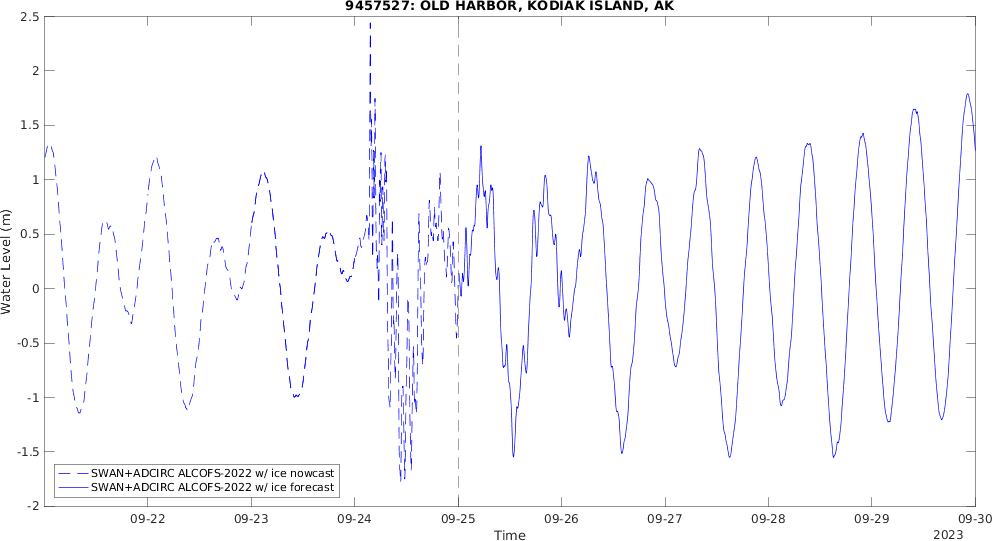 9457527: OLD HARBOR, KODIAK ISLAND, AK
2.5
2
1.5
1
0.5
0
-0.5
-1
-1.5
-2
Water Level (m)
SWAN+ADCIRC ALCOFS-2022 w/ ice nowcast
SWAN+ADCIRC ALCOFS-2022 w/ ice forecast
09-22 09-23 09-24 09-25 09-26 09-27 09-28 09-29 09-30
Time
2023